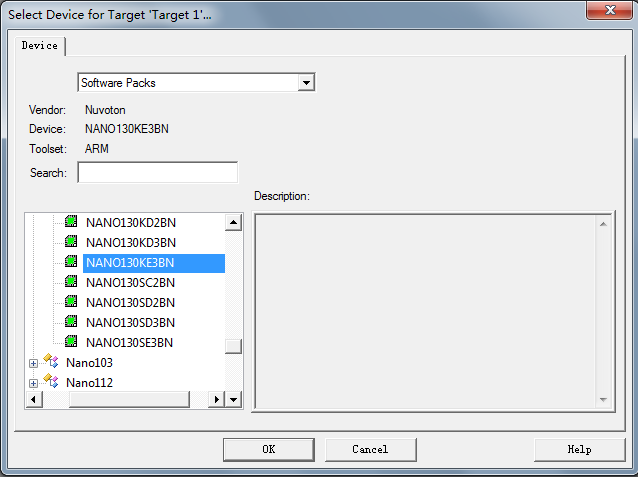 Select Device for Target 'Target 1'...
Device
Software Packs
Vendor: Nuvoton
Device: NANO130KE3BN
Toolset: ARM
Search:
Description:
NANO130KD2BN
NANO130KD3BN
NANO130KE3BN
NANO130SC2BN
NANO130SD2BN
NANO130SD3BN
NANO130SE3BN
Nano103
Nano112
OK Cancel Help